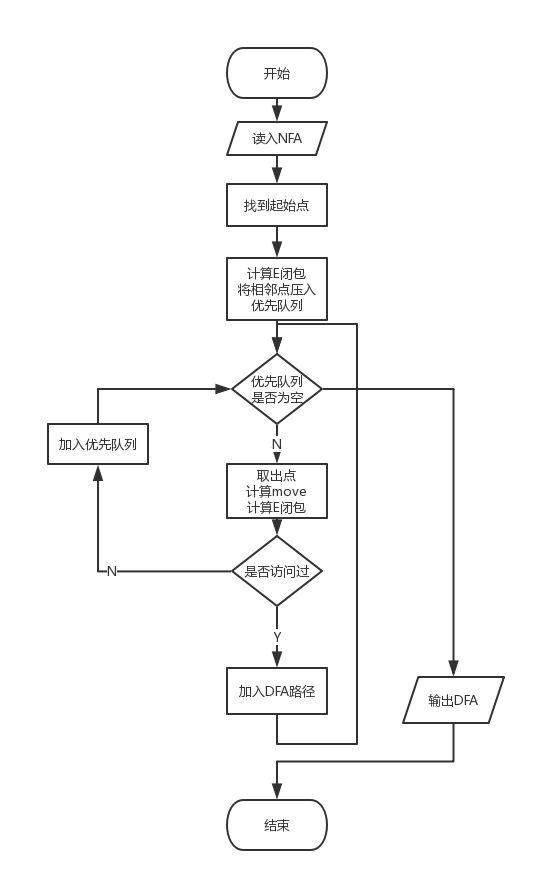 开始
读入NFA
找到起始点
计算E闭包
将相邻点压入
优先队列
优先队列
是否为空
加入优先队列
N
取出点
计算move
计算E闭包
是否访问过
N
Y
加入DFA路径
输出DFA
结束